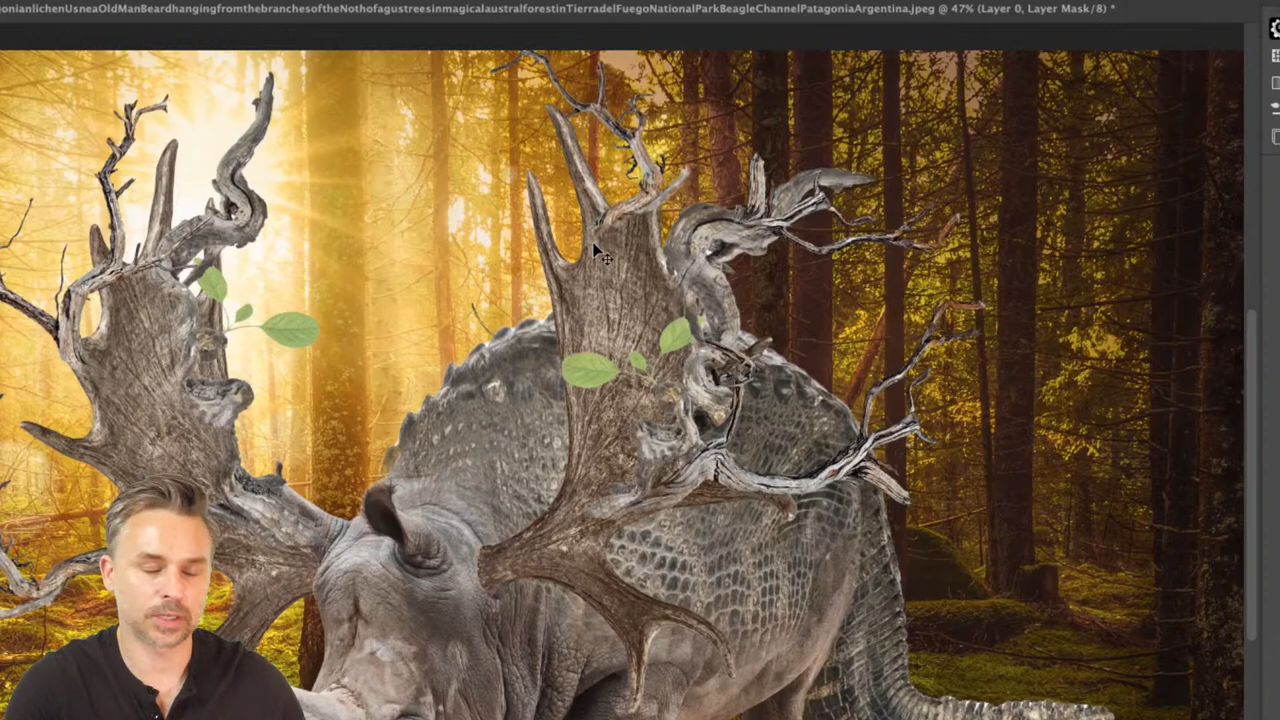 onianlichenUsneaOldManBeardhangingfromthebranchesoftheNothofagustreesinmagicalaustralforestinTierradelFuegoNationalParkBeagleChannelPatagoniaArgentina.jpeg @ 47% (Layer 0, Layer Mask/8) *